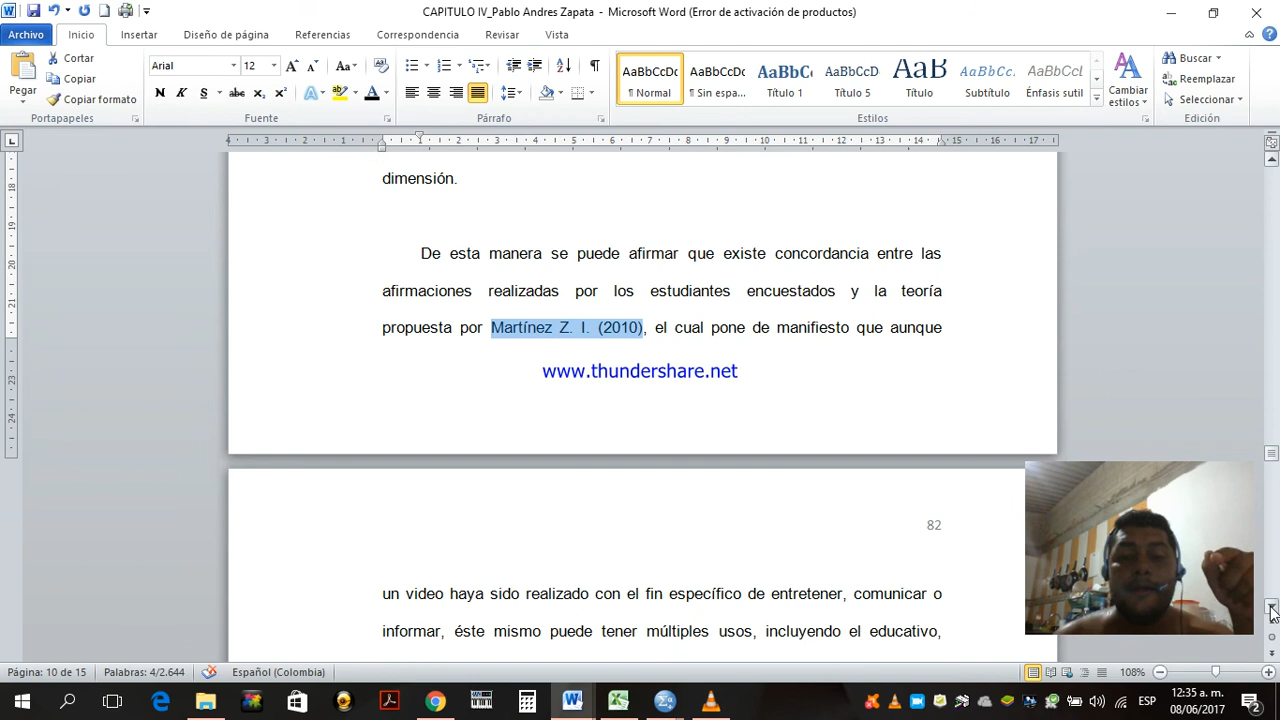 CAPITULO IV_Pablo Andres Zapata - Microsoft Word (Error de activación de productos)
Archivo Inicio Insertar Diseño de página Referencias Correspondencia Revisar Vista
Pegar
Cortar
Copiar
Copiar formato
Portapapeles
Arial 12
Fuente
Párrafo
AaBbCcDc
¶ Normal
AaBbCcDc
¶ Sin espa...
AaBbC
Título 1
AaBbCcDd
Título 5
AaB
Título
AaBbCc.
Subtítulo
AaBbCcL
Énfasis sutil
Cambiar estilos
Estilos
Buscar
Reemplazar
Seleccionar
Edición
dimensión.
De esta manera se puede afirmar que existe concordancia entre las
afirmaciones realizadas por los estudiantes encuestados y la teoría
propuesta por Martínez Z. I. (2010), el cual pone de manifiesto que aunque
www.thundershare.net
82
un video haya sido realizado con el fin específico de entretener, comunicar o
informar, éste mismo puede tener múltiples usos, incluyendo el educativo,
Página: 10 de 15 Palabras: 4/2.644 Español (Colombia) 108%
ESP
12:35 a. m.
08/06/2017
2